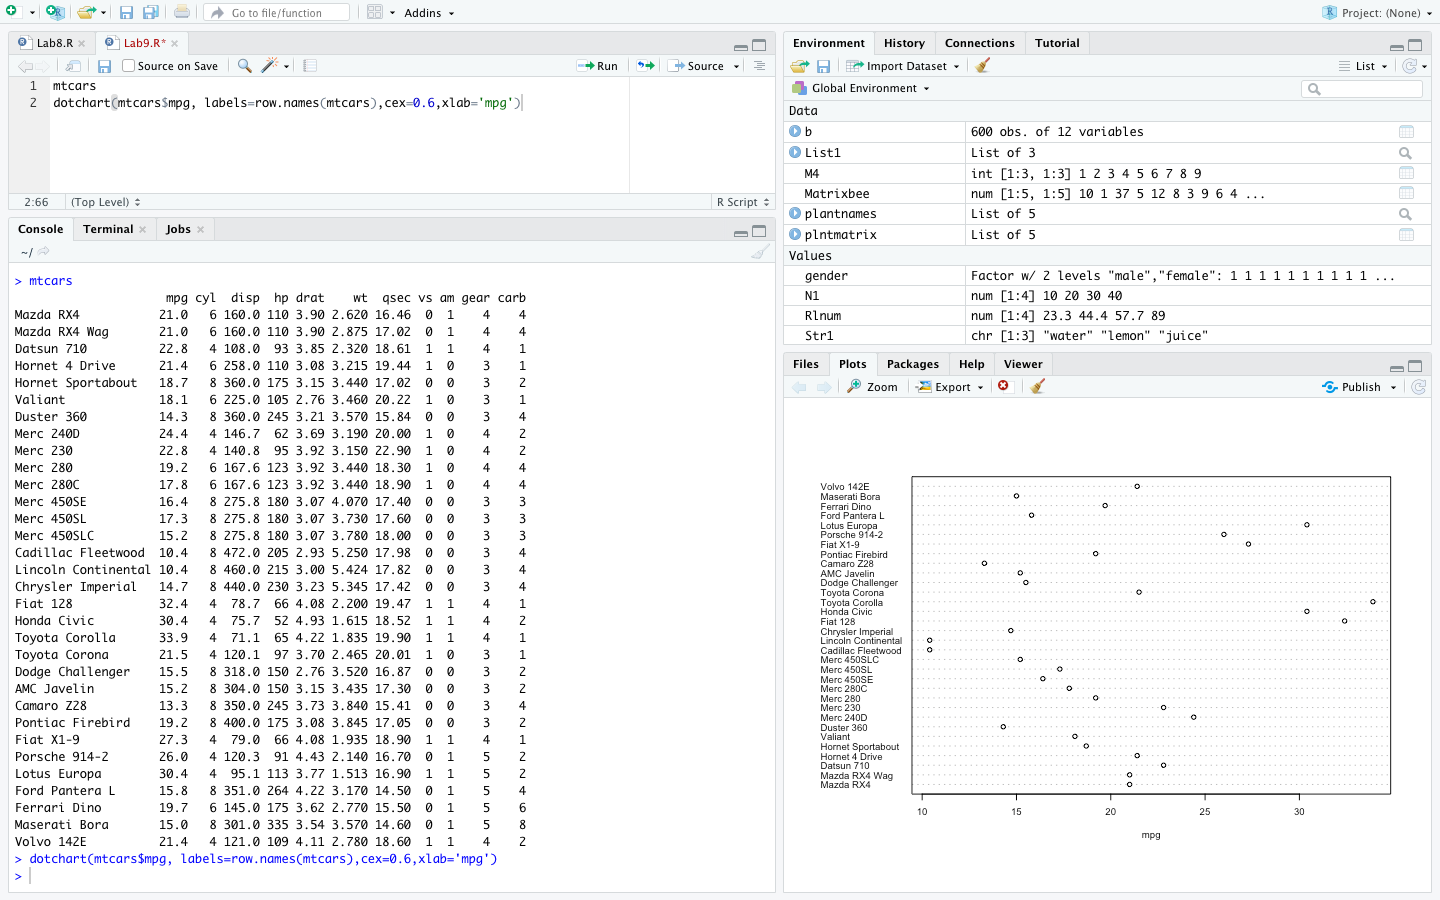 Go to file/function
Addins
Project: (None)
Lab8.R
Lab9.R*
Source on Save
Run
Source
1 mtcars
2 dotchart(mtcars$mpg, labels=row.names(mtcars),cex=0.6,xlab='mpg')
2:66 (Top Level) R Script
Console Terminal Jobs
~/
> mtcars
mpg cyl disp hp drat wt qsec vs am gear carb
Mazda RX4 21.0 6 160.0 110 3.90 2.620 16.46 0 1 4 4
Mazda RX4 Wag 21.0 6 160.0 110 3.90 2.875 17.02 0 1 4 4
Datsun 710 22.8 4 108.0 93 3.85 2.320 18.61 1 1 4 1
Hornet 4 Drive 21.4 6 258.0 110 3.08 3.215 19.44 1 0 3 1
Hornet Sportabout 18.7 8 360.0 175 3.15 3.440 17.02 0 0 3 2
Valiant 18.1 6 225.0 105 2.76 3.460 20.22 1 0 3 1
Duster 360 14.3 8 360.0 245 3.21 3.570 15.84 0 0 3 4
Merc 240D 24.4 4 146.7 62 3.69 3.190 20.00 1 0 4 2
Merc 230 22.8 4 140.8 95 3.92 3.150 22.90 1 0 4 2
Merc 280 19.2 6 167.6 123 3.92 3.440 18.30 1 0 4 4
Merc 280C 17.8 6 167.6 123 3.92 3.440 18.90 1 0 4 4
Merc 450SE 16.4 8 275.8 180 3.07 4.070 17.40 0 0 3 3
Merc 450SL 17.3 8 275.8 180 3.07 3.730 17.60 0 0 3 3
Merc 450SLC 15.2 8 275.8 180 3.07 3.780 18.00 0 0 3 3
Cadillac Fleetwood 10.4 8 472.0 205 2.93 5.250 17.98 0 0 3 4
Lincoln Continental 10.4 8 460.0 215 3.00 5.424 17.82 0 0 3 4
Chrysler Imperial 14.7 8 440.0 230 3.23 5.345 17.42 0 0 3 4
Fiat 128 32.4 4 78.7 66 4.08 2.200 19.47 1 1 4 1
Honda Civic 30.4 4 75.7 52 4.93 1.615 18.52 1 1 4 2
Toyota Corolla 33.9 4 71.1 65 4.22 1.835 19.90 1 1 4 1
Toyota Corona 21.5 4 120.1 97 3.70 2.465 20.01 1 0 3 1
Dodge Challenger 15.5 8 318.0 150 2.76 3.520 16.87 0 0 3 2
AMC Javelin 15.2 8 304.0 150 3.15 3.435 17.30 0 0 3 2
Camaro Z28 13.3 8 350.0 245 3.73 3.840 15.41 0 0 3 4
Pontiac Firebird 19.2 8 400.0 175 3.08 3.845 17.05 0 0 3 2
Fiat X1-9 27.3 4 79.0 66 4.08 1.935 18.90 1 1 4 1
Porsche 914-2 26.0 4 120.3 91 4.43 2.140 16.70 0 1 5 2
Lotus Europa 30.4 4 95.1 113 3.77 1.513 16.90 1 1 5 2
Ford Pantera L 15.8 8 351.0 264 4.22 3.170 14.50 0 1 5 4
Ferrari Dino 19.7 6 145.0 175 3.62 2.770 15.50 0 1 5 6
Maserati Bora 15.0 8 301.0 335 3.54 3.570 14.60 0 1 5 8
Volvo 142E 21.4 4 121.0 109 4.11 2.780 18.60 1 1 4 2
> dotchart(mtcars$mpg, labels=row.names(mtcars),cex=0.6,xlab='mpg')
>
Environment History Connections Tutorial
Import Dataset List
Global Environment
Data
b 600 obs. of 12 variables
List1 List of 3
M4 int [1:3, 1:3] 1 2 3 4 5 6 7 8 9
Matrixbee num [1:5, 1:5] 10 1 37 5 12 8 3 9 6 4 ...
plantnames List of 5
plntmatrix List of 5
Values
gender Factor w/ 2 levels "male","female": 1 1 1 1 1 1 1 1 1 1 ...
N1 num [1:4] 10 20 30 40
Rlnum num [1:4] 23.3 44.4 57.7 89
Str1 chr [1:3] "water" "lemon" "juice"
Files Plots Packages Help Viewer
Zoom Export Publish
Volvo 142E
Maserati Bora
Ferrari Dino
Ford Pantera L
Lotus Europa
Porsche 914-2
Fiat X1-9
Pontiac Firebird
Camaro Z28
AMC Javelin
Dodge Challenger
Toyota Corona
Toyota Corolla
Honda Civic
Fiat 128
Chrysler Imperial
Lincoln Continental
Cadillac Fleetwood
Merc 450SLC
Merc 450SL
Merc 450SE
Merc 280C
Merc 280
Merc 230
Merc 240D
Duster 360
Valiant
Hornet Sportabout
Hornet 4 Drive
Datsun 710
Mazda RX4 Wag
Mazda RX4
10 15 20 25 30
mpg